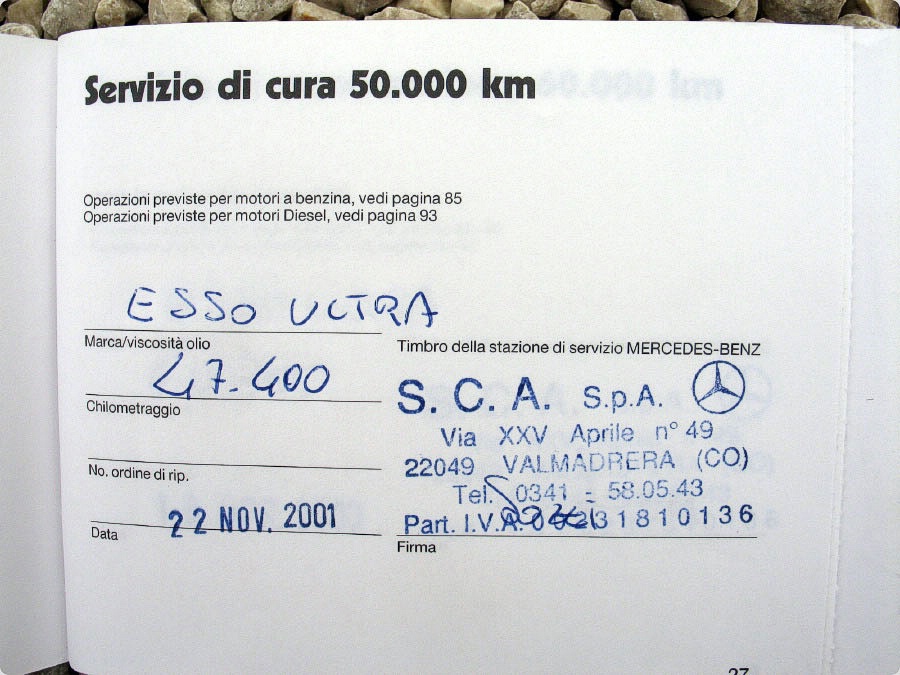 Servizio di cura 50.000 km
Operazioni previste per motori a benzina, vedi pagina 85
Operazioni previste per motori Diesel, vedi pagina 93
ESSO ULTRA
Marca/viscosità olio
47.400
Chilometraggio
No. ordine di rip.
22 NOV. 2001
Data
Timbro della stazione di servizio MERCEDES-BENZ
S. C. A. S.p.A.
Via XXV Aprile n° 49
22049 VALMADRERA (CO)
Tel. 0341 - 58.05.43
Part. I.V.A.
Firma
27